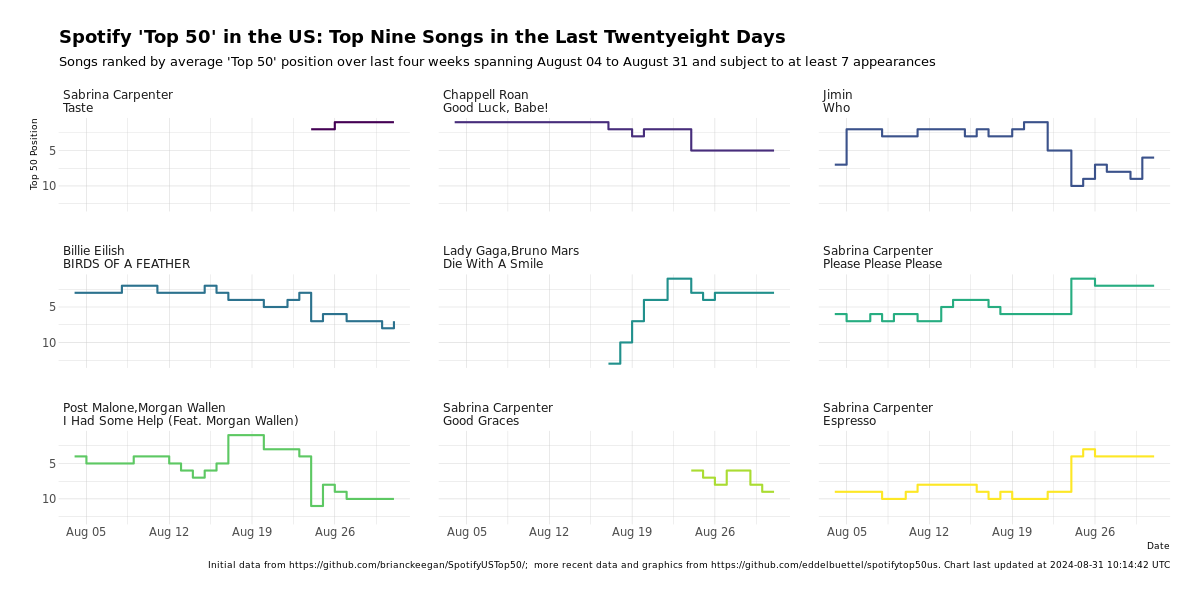 Spotify 'Top 50' in the US: Top Nine Songs in the Last Twentyeight Days
Songs ranked by average 'Top 50' position over last four weeks spanning August 04 to August 31 and subject to at least 7 appearances
Sabrina Carpenter
Taste
Chappell Roan
Good Luck, Babe!
Jimin
Who
Top 50 Position
5
10
Billie Eilish
BIRDS OF A FEATHER
Lady Gaga,Bruno Mars
Die With A Smile
Sabrina Carpenter
Please Please Please
5
10
Post Malone,Morgan Wallen
I Had Some Help (Feat. Morgan Wallen)
Sabrina Carpenter
Good Graces
Sabrina Carpenter
Espresso
5
10
Aug 05 Aug 12 Aug 19 Aug 26 Aug 05 Aug 12 Aug 19 Aug 26 Aug 05 Aug 12 Aug 19 Aug 26
Date
Initial data from https://github.com/brianckeegan/SpotifyUSTop50/;  more recent data and graphics from https://github.com/eddelbuettel/spotifytop50us. Chart last updated at 2024-08-31 10:14:42 UTC